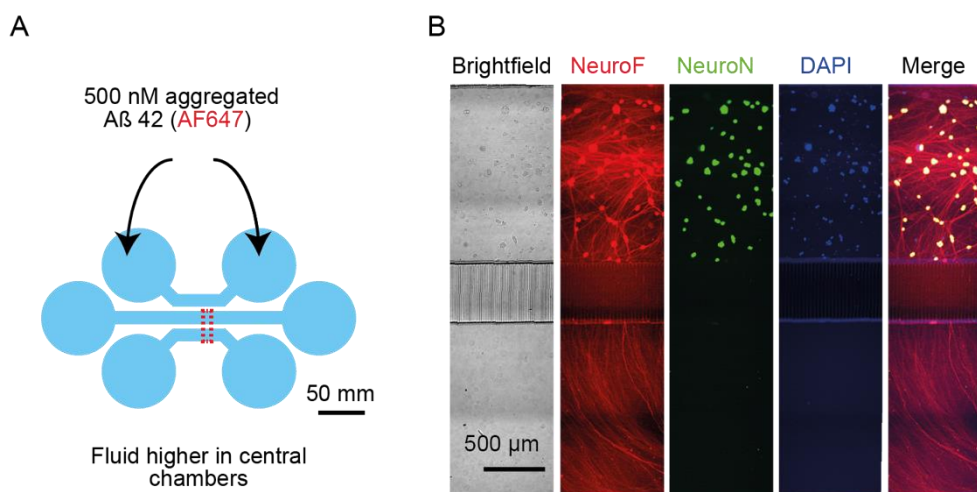 A
500 nM aggregated
Aß 42 (AF647)
50 mm
Fluid higher in central
chambers
B
Brightfield
NeuroF
NeuroN
DAPI
Merge
500 µm